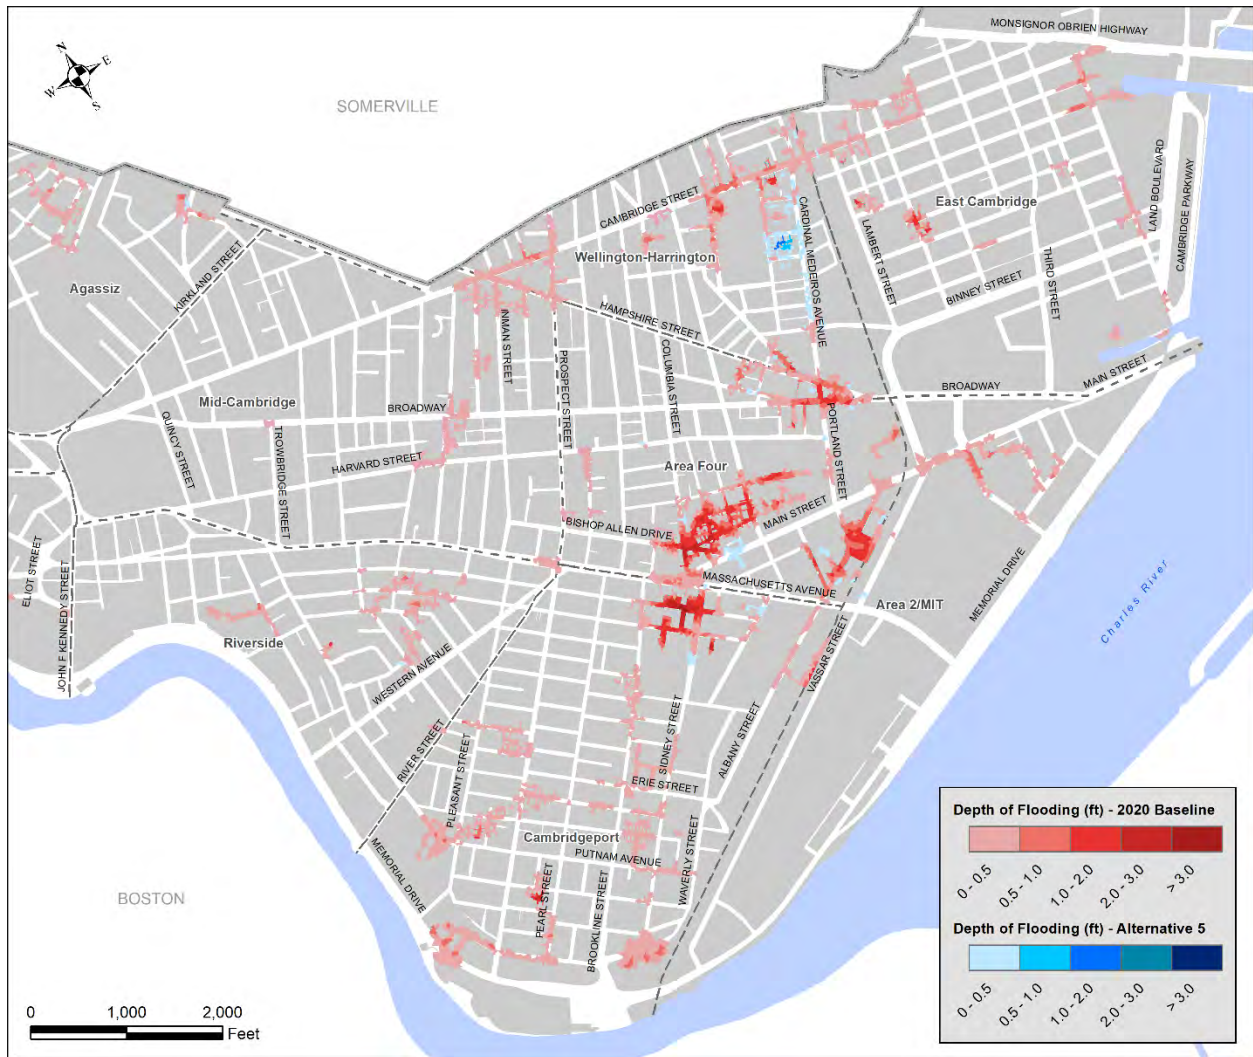 MONSIGNOR OBRIEN HIGHWAY
N
E
W
S
SOMERVILLE
LAND BOULEVARD
CAMBRIDGE PARKWAY
CAMBRIDGE STREET
CARDINAL MEDEIROS AVENUE
East Cambridge
LAMBERT STREET
KIRKLAND STREET
Wellington-Harrington
THIRD STREET
Agassiz
BINNEY STREET
HAMPSHIRE STREET
INMAN STREET
PROSPECT STREET
COLUMBIA STREET
MAIN STREET
BROADWAY
Mid-Cambridge
BROADWAY
QUINCY STREET
TROWBRIDGE STREET
HARVARD STREET
PORTLAND STREET
Area Four
MAIN STREET
BISHOP ALLEN DRIVE
ELIOT STREET
JOHN F KENNEDY STREET
MASSACHUSETTS AVENUE
Area 2/MIT
MEMORIAL DRIVE
Charles River
Riverside
WESTERN AVENUE
VASSAR STREET
RIVER STREET
PLEASANT STREET
SIDNEY STREET
ALBANY STREET
ERIE STREET
Cambridgeport
PUTNAM AVENUE
WAVERLY STREET
MEMORIAL DRIVE
PEARL STREET
BROOKLINE STREET
BOSTON
Depth of Flooding (ft) - 2020 Baseline
0 - 0.5
0.5 - 1.0
1.0 - 2.0
2.0 - 3.0
> 3.0
Depth of Flooding (ft) - Alternative 5
0 - 0.5
0.5 - 1.0
1.0 - 2.0
2.0 - 3.0
> 3.0
0 1,000 2,000
Feet